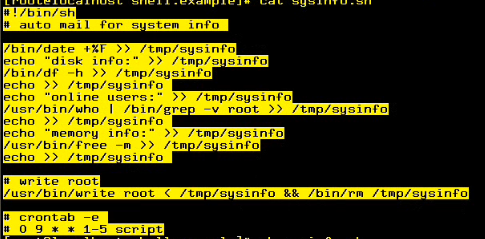 [root@localhost shell.example]# cat sysinfo.sh
#!/bin/sh
# auto mail for system info
/bin/date +%F >> /tmp/sysinfo
echo "disk info:" >> /tmp/sysinfo
/bin/df -h >> /tmp/sysinfo
echo >> /tmp/sysinfo
echo "online users:" >> /tmp/sysinfo
/usr/bin/who | /bin/grep -v root >> /tmp/sysinfo
echo >> /tmp/sysinfo
echo "memory info:" >> /tmp/sysinfo
/usr/bin/free -m >> /tmp/sysinfo
echo >> /tmp/sysinfo
# write root
/usr/bin/write root < /tmp/sysinfo && /bin/rm /tmp/sysinfo
# crontab -e
# 0 9 * * 1-5 script